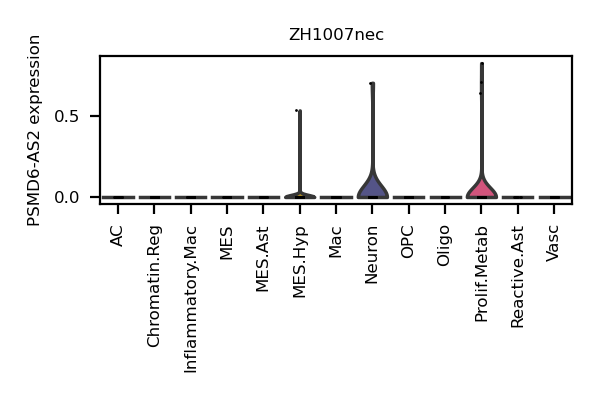 ZH1007nec
PSMD6-AS2 expression
0.5
0.0
AC
Chromatin.Reg
Inflammatory.Mac
MES
MES.Ast
MES.Hyp
Mac
Neuron
OPC
Oligo
Prolif.Metab
Reactive.Ast
Vasc